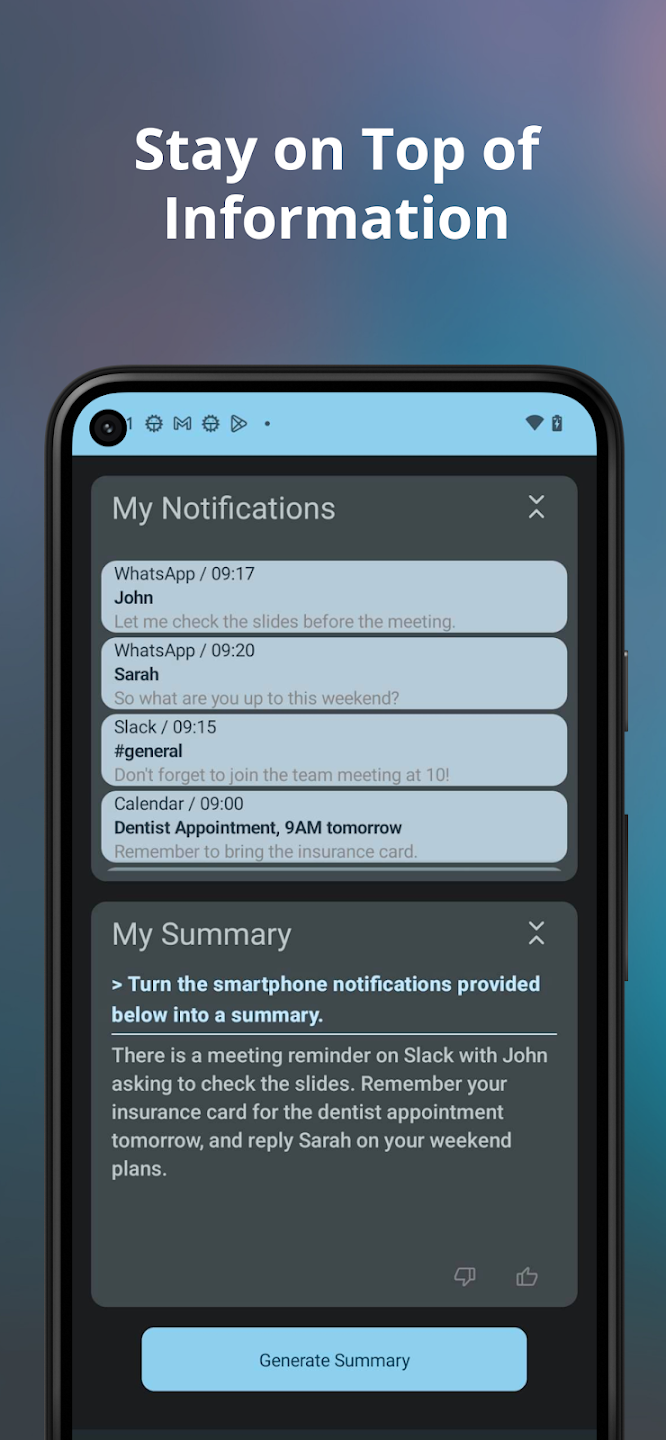 Stay on Top of
Information
1
My Notifications
WhatsApp / 09:17
John
Let me check the slides before the meeting.
WhatsApp / 09:20
Sarah
So what are you up to this weekend?
Slack / 09:15
#general
Don't forget to join the team meeting at 10!
Calendar / 09:00
Dentist Appointment, 9AM tomorrow
Remember to bring the insurance card.
My Summary
> Turn the smartphone notifications provided
below into a summary.
There is a meeting reminder on Slack with John
asking to check the slides. Remember your
insurance card for the dentist appointment
tomorrow, and reply Sarah on your weekend
plans.
Generate Summary